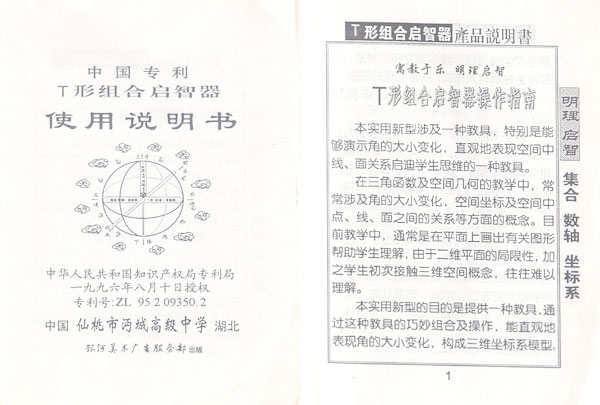 中国专利
T形组合启智器
使用说明书
中华人民共和国知识产权局专利局
一九九六年八月十日授权
专利号:ZL 95 2 09350.2
中国 仙桃市沔城高级中学 湖北
银河美术广告服务部出版
T形组合启智器產品説明書
寓教于乐 明理启智
T形组合启智器操作指南
本实用新型涉及一种教具，特别是能
够演示角的大小变化，直观地表现空间中
线、面关系启迪学生思维的一种教具。
在三角函数及空间几何的教学中，常
常涉及角的大小变化，空间坐标及空间中
点、线、面之间的关系等方面的概念。目
前教学中，通常是在平面上画出有关图形
帮助学生理解，由于二维平面的局限性，加
之学生初次接触三维空间概念，往往难以
理解。
本实用新型的目的是提供一种教具，通
过这种教具的巧妙组合及操作，能直观地
表现角的大小变化，构成三维坐标系模型，
明理 启智
集合 数轴 坐标系
1